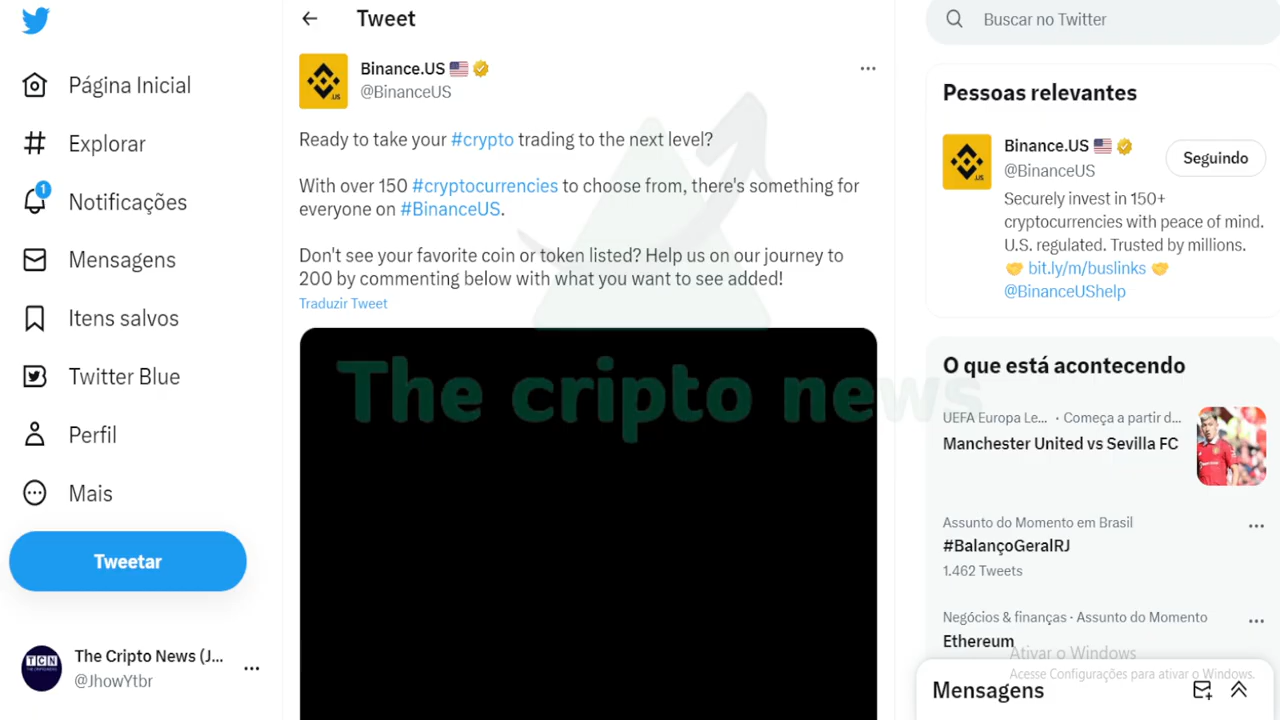 Tweet
Buscar no Twitter
Página Inicial
Explorar
1
Notificações
Mensagens
Itens salvos
Twitter Blue
Perfil
Mais
Tweetar
The Cripto News (J...
@JhowYtbr
TCN
.US
Binance.US
@BinanceUS
Ready to take your #crypto trading to the next level?
With over 150 #cryptocurrencies to choose from, there's something for
everyone on #BinanceUS.
Don't see your favorite coin or token listed? Help us on our journey to
200 by commenting below with what you want to see added!
Traduzir Tweet
The cripto news
Pessoas relevantes
.US
Binance.US
@BinanceUS
Seguindo
Securely invest in 150+
cryptocurrencies with peace of mind.
U.S. regulated. Trusted by millions.
bit.ly/m/buslinks
@BinanceUShelp
O que está acontecendo
UEFA Europa Le... · Começa a partir d...
Manchester United vs Sevilla FC
Assunto do Momento em Brasil
#BalançoGeralRJ
1.462 Tweets
Negócios & finanças · Assunto do Momento
Ethereum
Ativar o Windows
Acesse Configurações para ativar o Windows.
Mensagens